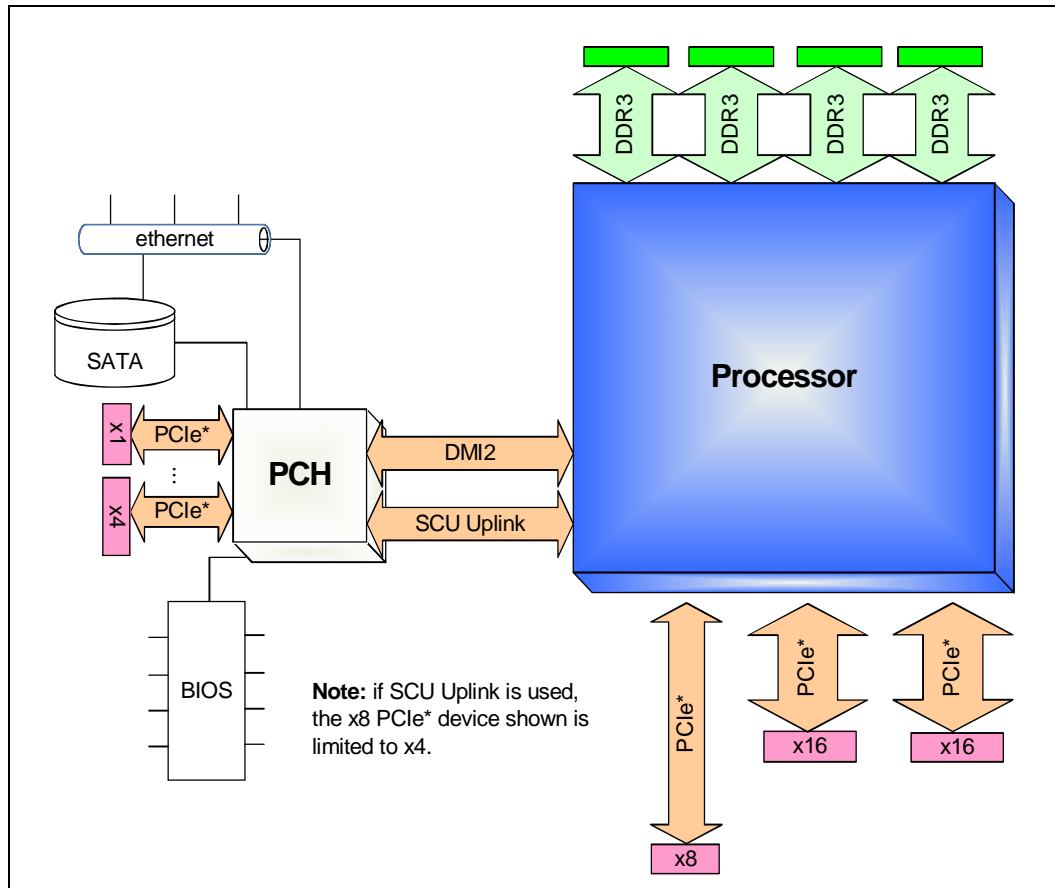 DDR3
DDR3
DDR3
DDR3
ethernet
SATA
Processor
x1
PCIe*
...
x4
PCIe*
PCH
DMI2
SCU Uplink
BIOS
Note: if SCU Uplink is used,
the x8 PCIe* device shown is
limited to x4.
PCIe*
x8
PCIe*
x16
PCIe*
x16